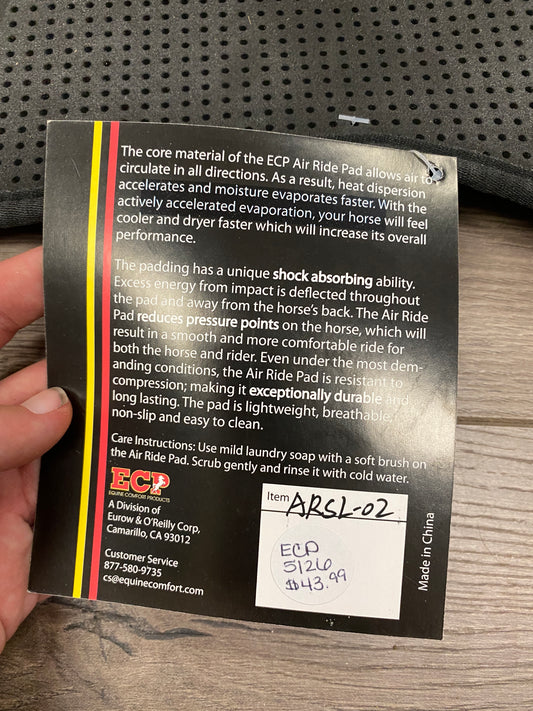 The core material of the ECP Air Ride Pad allows air to
circulate in all directions. As a result, heat dispersion
accelerates and moisture evaporates faster. With the
actively accelerated evaporation, your horse will feel
cooler and dryer faster which will increase its overall
performance.
The padding has a unique shock absorbing ability.
Excess energy from impact is deflected throughout
the pad and away from the horse's back. The Air Ride
Pad reduces pressure points on the horse, which will
result in a smooth and more comfortable ride for
both the horse and rider. Even under the most dem-
anding conditions, the Air Ride Pad is resistant to
compression; making it exceptionally durable and
long lasting. The pad is lightweight, breathable,
non-slip and easy to clean.
Care Instructions: Use mild laundry soap with a soft brush on
the Air Ride Pad. Scrub gently and rinse it with cold water.
ECP
EQUINE COMFORT PRODUCTS
A Division of
Eurow & O'Reilly Corp,
Camarillo, CA 93012
Customer Service
877-580-9735
cs@equinecomfort.com
Item ARSL-02
ECP
5126
$43.99
Made in China